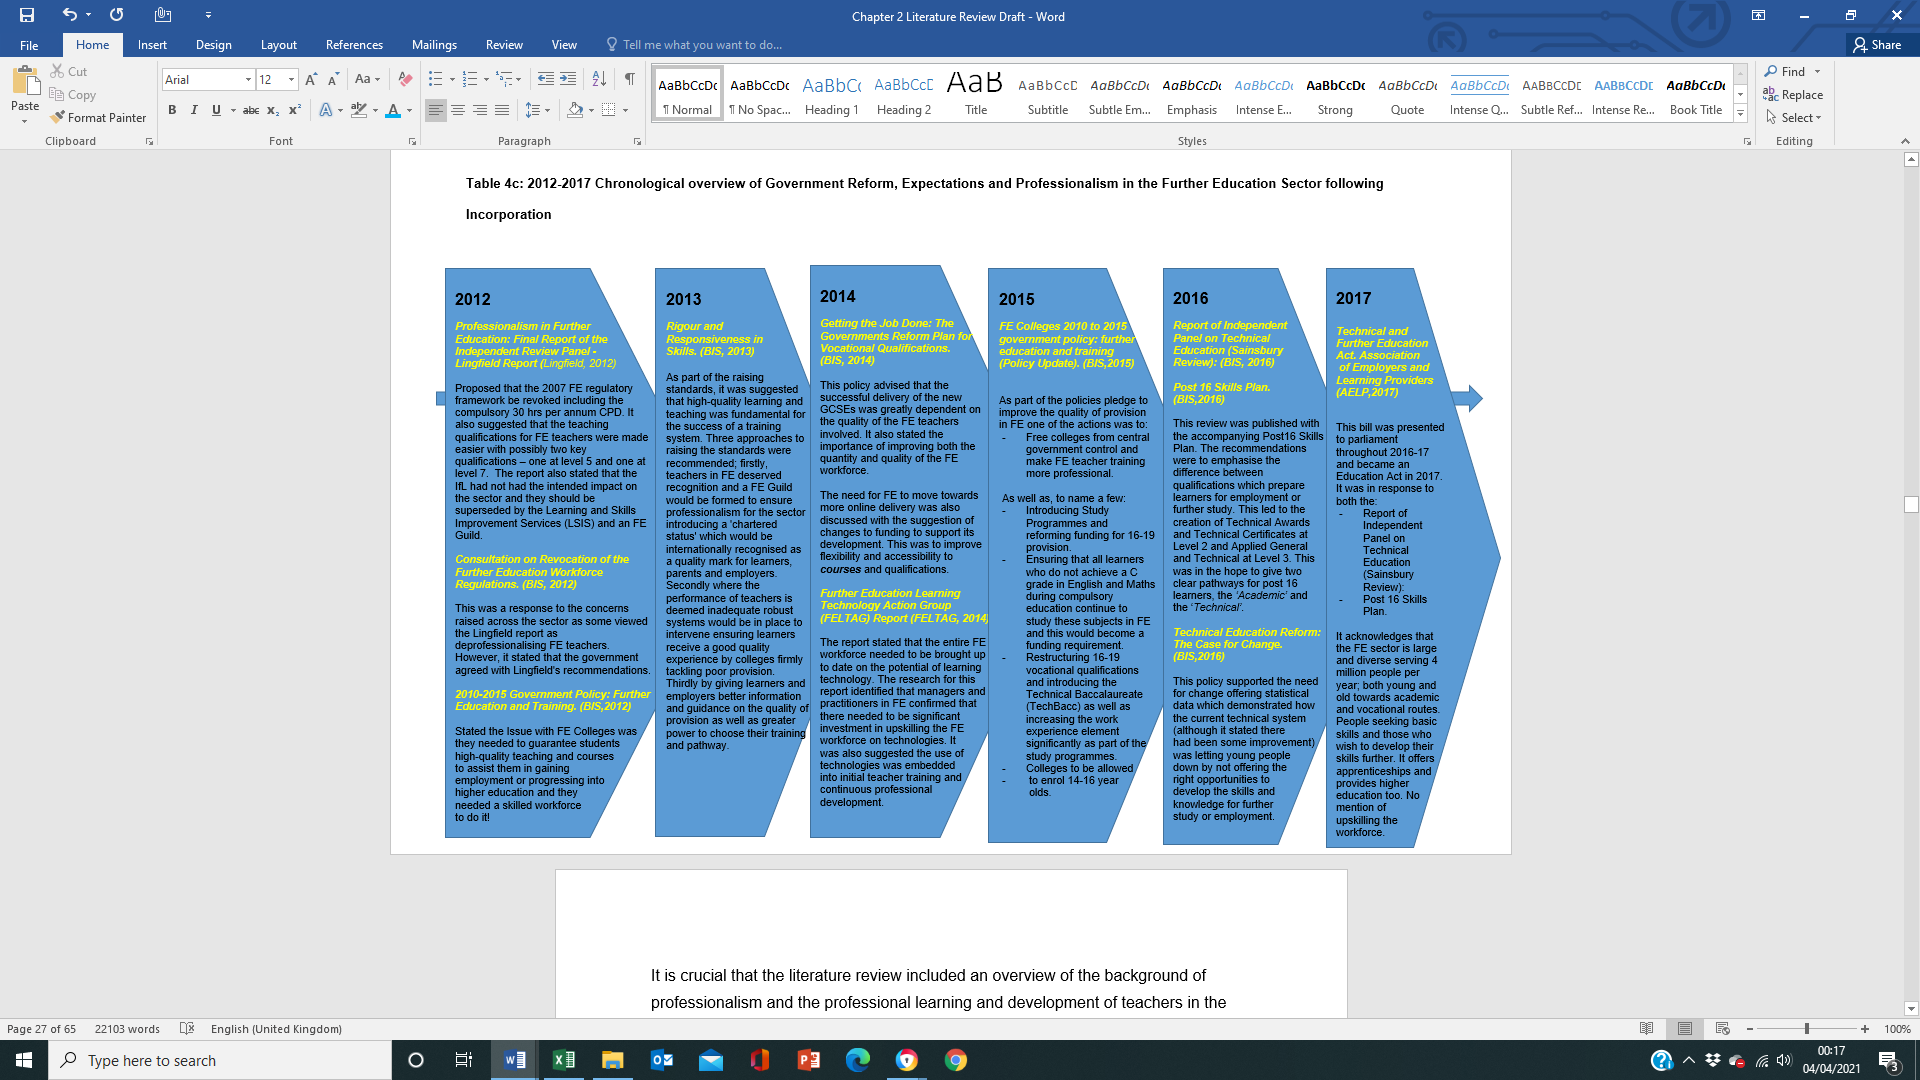 Chapter 2 Literature Review Draft - Word
File Home Insert Design Layout References Mailings Review View Tell me what you want to do... Share
Paste
Cut
Copy
Format Painter
Clipboard
Arial 12
Font
Paragraph
AaBbCcDc AaBbCcDc AaBbCc AaBbCcD AaB AaBbCcD AaBbCcDt AaBbCcDt AaBbCcDt AaBbCcDc AaBbCcDt AaBbCcDt AABBCCDE AABBCCDE AaBbCcDt
¶ Normal ¶ No Spac... Heading 1 Heading 2 Title Subtitle Subtle Em... Emphasis Intense E... Strong Quote Intense Q... Subtle Ref... Intense Re... Book Title
Styles
Find
Replace
Select
Editing
Table 4c: 2012-2017 Chronological overview of Government Reform, Expectations and Professionalism in the Further Education Sector following
Incorporation
2012
Professionalism in Further
Education: Final Report of the
Independent Review Panel -
Lingfield Report (Lingfield, 2012)
Proposed that the 2007 FE regulatory
framework be revoked including the
compulsory 30 hrs per annum CPD. It
also suggested that the teaching
qualifications for FE teachers were made
easier with possibly two key
qualifications – one at level 5 and one at
level 7. The report also stated that the
IfL had not had the intended impact on
the sector and they should be
superseded by the Learning and Skills
Improvement Services (LSIS) and an FE
Guild.
Consultation on Revocation of the
Further Education Workforce
Regulations. (BIS, 2012)
This was a response to the concerns
raised across the sector as some viewed
the Lingfield report as
deprofessionalising FE teachers.
However, it stated that the government
agreed with Lingfield's recommendations.
2010-2015 Government Policy: Further
Education and Training. (BIS,2012)
Stated the Issue with FE Colleges was
they needed to guarantee students
high-quality teaching and courses
to assist them in gaining
employment or progressing into
higher education and they
needed a skilled workforce
to do it!
2013
Rigour and
Responsiveness in
Skills. (BIS, 2013)
As part of the raising
standards, it was suggested
that high-quality learning and
teaching was fundamental for
the success of a training
system. Three approaches to
raising the standards were
recommended; firstly,
teachers in FE deserved
recognition and a FE Guild
would be formed to ensure
professionalism for the sector
introducing a 'chartered
status' which would be
internationally recognised as
a quality mark for learners,
parents and employers.
Secondly where the
performance of teachers is
deemed inadequate robust
systems would be in place to
intervene ensuring learners
receive a good quality
experience by colleges firmly
tackling poor provision.
Thirdly by giving learners and
employers better information
and guidance on the quality of
provision as well as greater
power to choose their training
and pathway.
2014
Getting the Job Done: The
Governments Reform Plan for
Vocational Qualifications.
(BIS, 2014)
This policy advised that the
successful delivery of the new
GCSEs was greatly dependent on
the quality of the FE teachers
involved. It also stated the
importance of improving both the
quantity and quality of the FE
workforce.
The need for FE to move towards
more online delivery was also
discussed with the suggestion of
changes to funding to support its
development. This was to improve
flexibility and accessibility to
courses and qualifications.
Further Education Learning
Technology Action Group
(FELTAG) Report (FELTAG, 2014)
The report stated that the entire FE
workforce needed to be brought up
to date on the potential of learning
technology. The research for this
report identified that managers and
practitioners in FE confirmed that
there needed to be significant
investment in upskilling the FE
workforce on technologies. It
was also suggested the use of
technologies was embedded
into initial teacher training and
continuous professional
development.
2015
FE Colleges 2010 to 2015
government policy: further
education and training
(Policy Update). (BIS,2015)
As part of the policies pledge to
improve the quality of provision
in FE one of the actions was to:
- Free colleges from central
government control and
make FE teacher training
more professional.
As well as, to name a few:
- Introducing Study
Programmes and
reforming funding for 16-19
provision.
- Ensuring that all learners
who do not achieve a C
grade in English and Maths
during compulsory
education continue to
study these subjects in FE
and this would become a
funding requirement.
- Restructuring 16-19
vocational qualifications
and introducing the
Technical Baccalaureate
(TechBacc) as well as
increasing the work
experience element
significantly as part of the
study programmes.
- Colleges to be allowed
- to enrol 14-16 year
olds.
2016
Report of Independent
Panel on Technical
Education (Sainsbury
Review): (BIS, 2016)
Post 16 Skills Plan.
(BIS,2016)
This review was published with
the accompanying Post16 Skills
Plan. The recommendations
were to emphasise the
difference between
qualifications which prepare
learners for employment or
further study. This led to the
creation of Technical Awards
and Technical Certificates at
Level 2 and Applied General
and Technical at Level 3. This
was in the hope to give two
clear pathways for post 16
learners, the 'Academic' and
the 'Technical'.
Technical Education Reform:
The Case for Change.
(BIS,2016)
This policy supported the need
for change offering statistical
data which demonstrated how
the current technical system
(although it stated there
had been some improvement)
was letting young people
down by not offering the
right opportunities to
develop the skills and
knowledge for further
study or employment.
2017
Technical and
Further Education
Act. Association
of Employers and
Learning Providers
(AELP,2017)
This bill was presented
to parliament
throughout 2016-17
and became an
Education Act in 2017.
It was in response to
both the:
- Report of
Independent
Panel on
Technical
Education
(Sainsbury
Review):
- Post 16 Skills
Plan.
It acknowledges that
the FE sector is large
and diverse serving 4
million people per
year; both young and
old towards academic
and vocational routes.
People seeking basic
skills and those who
wish to develop their
skills further. It offers
apprenticeships and
provides higher
education too. No
mention of
upskilling the
workforce.
It is crucial that the literature review included an overview of the background of
professionalism and the professional learning and development of teachers in the
Page 27 of 65 22103 words English (United Kingdom) 100%
Type here to search
00:17
04/04/2021
3